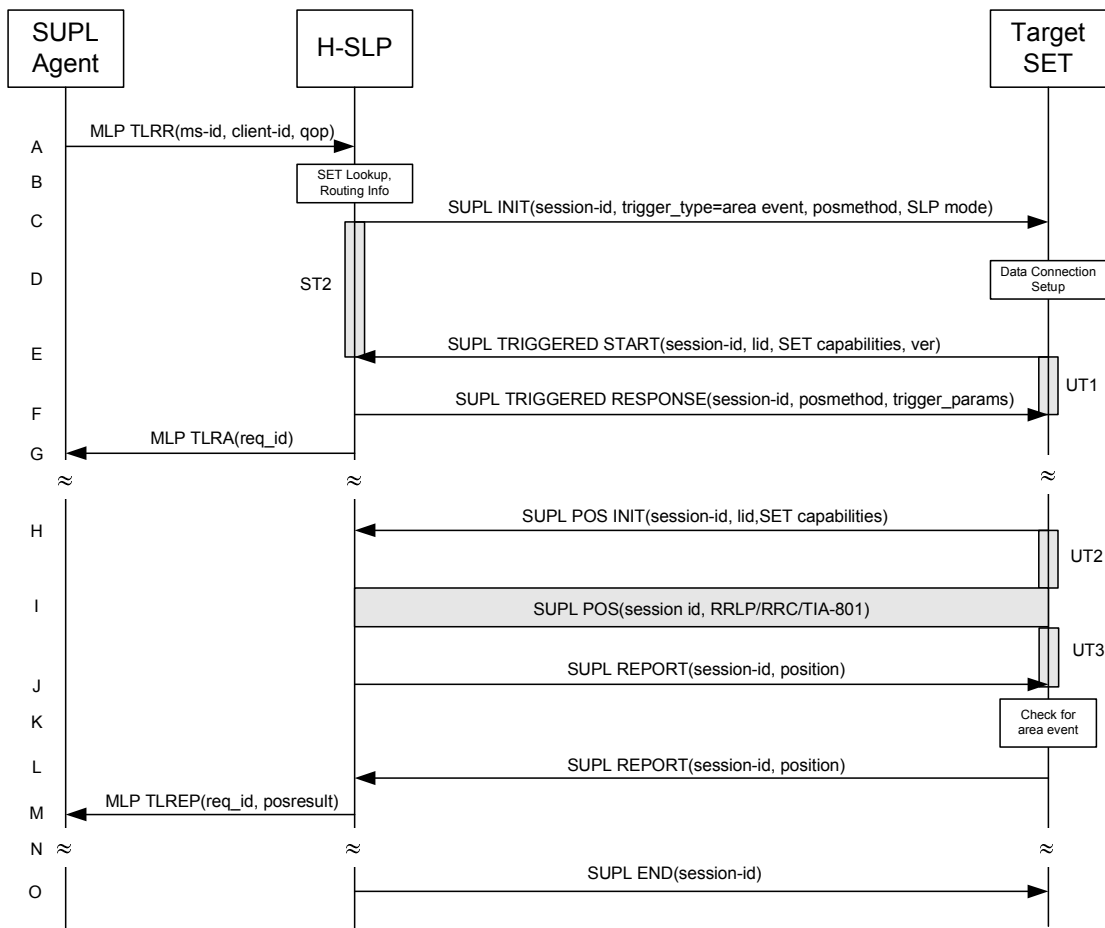 SUPL
Agent
H-SLP
Target
SET
A
MLP TLRR(ms-id, client-id, qop)
B
SET Lookup,
Routing Info
C
SUPL INIT(session-id, trigger_type=area event, posmethod, SLP mode)
D
ST2
Data Connection
Setup
E
SUPL TRIGGERED START(session-id, lid, SET capabilities, ver)
UT1
F
SUPL TRIGGERED RESPONSE(session-id, posmethod, trigger_params)
G
MLP TLRA(req_id)
≈ ≈ ≈
H
SUPL POS INIT(session-id, lid,SET capabilities)
UT2
I
SUPL POS(session id, RRLP/RRC/TIA-801)
UT3
J
SUPL REPORT(session-id, position)
K
Check for
area event
L
SUPL REPORT(session-id, position)
M
MLP TLREP(req_id, posresult)
N ≈ ≈ ≈
O
SUPL END(session-id)